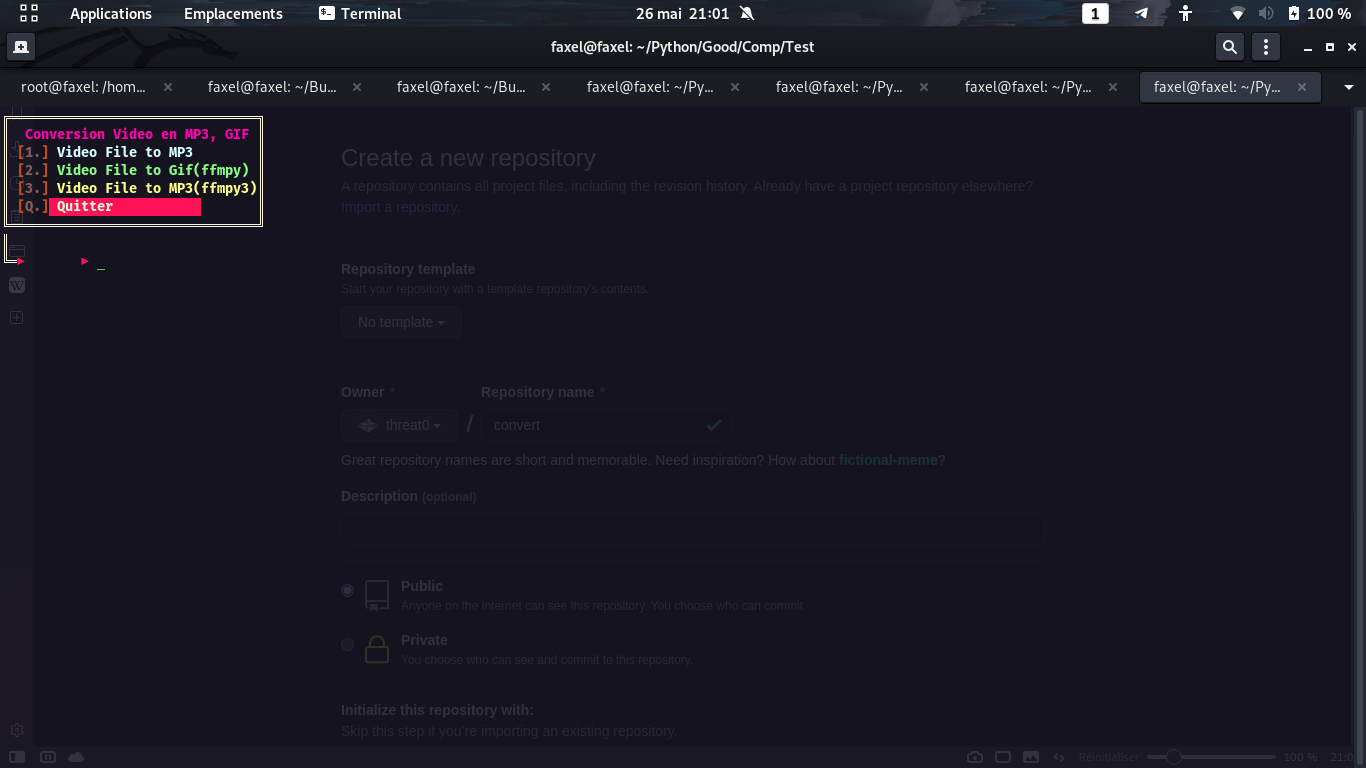 Applications Emplacements Terminal 26 mai 21:01 1 100 %
faxel@faxel: ~/Python/Good/Comp/Test
root@faxel: /hom... faxel@faxel: ~/Bu... faxel@faxel: ~/Bu... faxel@faxel: ~/Py... faxel@faxel: ~/Py... faxel@faxel: ~/Py... faxel@faxel: ~/Py...
Conversion Video en MP3, GIF
[1.] Video File to MP3
[2.] Video File to Gif(ffmpy)
[3.] Video File to MP3(ffmpy3)
[Q.] Quitter
Create a new repository
A repository contains all project files, including the revision history. Already have a project repository elsewhere?
Import a repository.
Repository template
Start your repository with a template repository's contents.
No template
Owner * Repository name *
threat0 / convert
Great repository names are short and memorable. Need inspiration? How about fictional-meme?
Description (optional)
Public
Anyone on the internet can see this repository. You choose who can commit.
Private
You choose who can see and commit to this repository.
Initialize this repository with:
Skip this step if you're importing an existing repository.
Réinitialiser 100 %